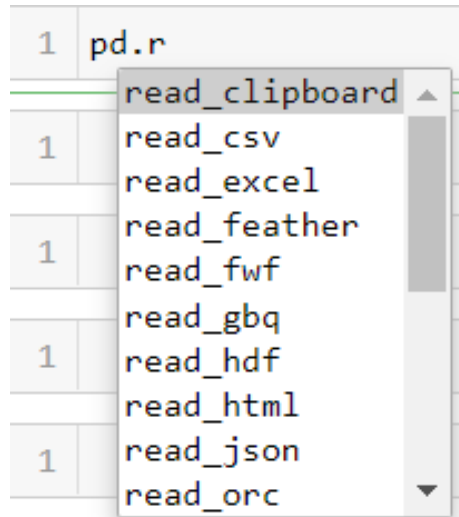 1 pd.r
read_clipboard
read_csv
1
read_excel
read_feather
1
read_fwf
read_gbq
1
read_hdf
read_html
1
read_json
read_orc